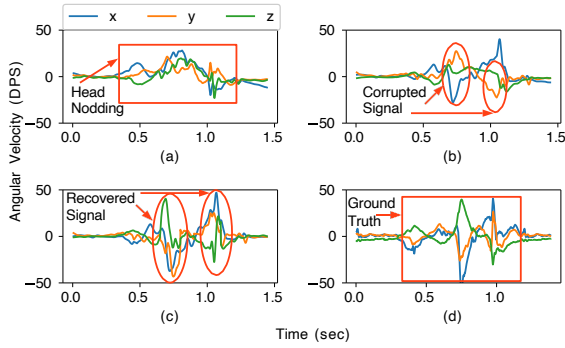 x y z
50
0
−50
Head
Nodding
0.0 0.5 1.0 1.5
(a)
Corrupted
Signal
0.0 0.5 1.0 1.5
(b)
Angular Velocity (DPS)
50
0
−50
Recovered
Signal
0.0 0.5 1.0 1.5
(c)
50
0
−50
Ground
Truth
0.0 0.5 1.0
(d)
50
0
−50
Time (sec)